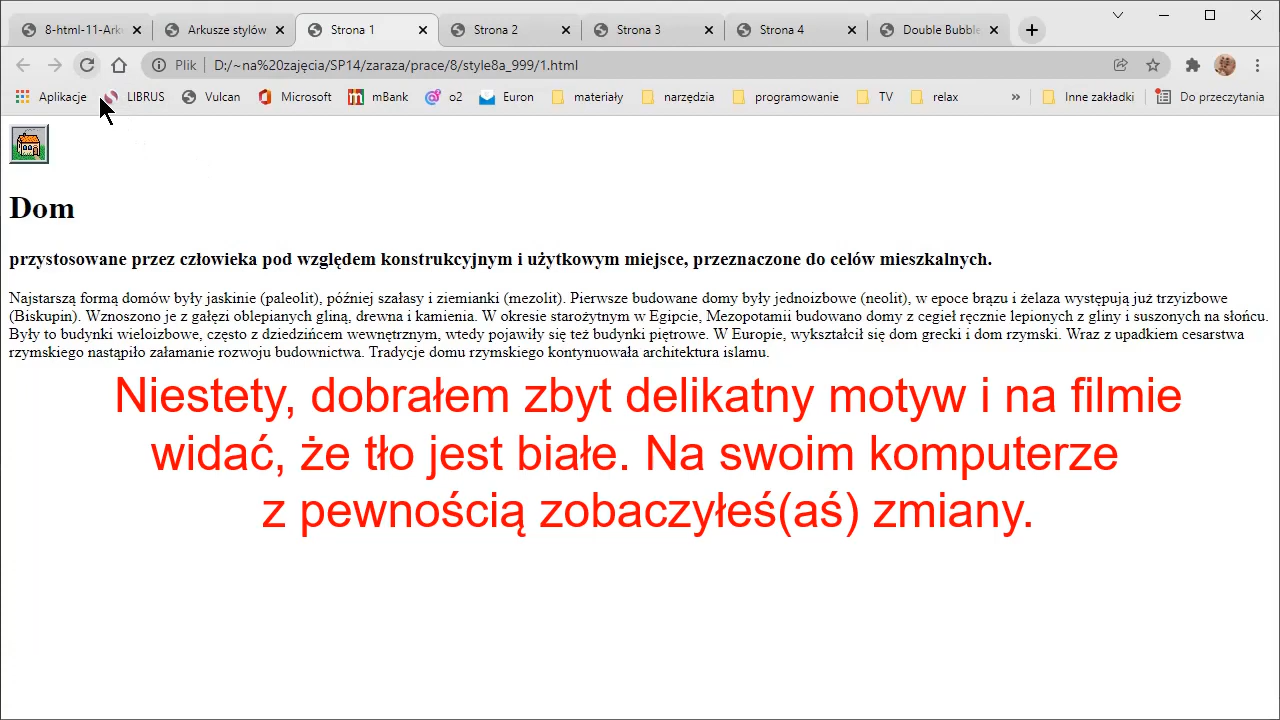 8-html-11-Ark
Arkusze stylów
Strona 1
Strona 2
Strona 3
Strona 4
Double Bubble
Plik
D:/~na%20zajęcia/SP14/zaraza/prace/8/style8a_999/1.html
Aplikacje
LIBRUS
Vulcan
Microsoft
m
mBank
@
o2
Euron
materiały
narzędzia
programowanie
TV
relax
»
Inne zakładki
Do przeczytania
Dom
przystosowane przez człowieka pod względem konstrukcyjnym i użytkowym miejsce, przeznaczone do celów mieszkalnych.
Najstarszą formą domów były jaskinie (paleolit), później szałasy i ziemianki (mezolit). Pierwsze budowane domy były jednoizbowe (neolit), w epoce brązu i żelaza występują już trzyizbowe
(Biskupin). Wznoszono je z gałęzi oblepianych gliną, drewna i kamienia. W okresie starożytnym w Egipcie, Mezopotamii budowano domy z cegieł ręcznie lepionych z gliny i suszonych na słońcu.
Były to budynki wieloizbowe, często z dziedzińcem wewnętrznym, wtedy pojawiły się też budynki piętrowe. W Europie, wykształcił się dom grecki i dom rzymski. Wraz z upadkiem cesarstwa
rzymskiego nastąpiło załamanie rozwoju budownictwa. Tradycje domu rzymskiego kontynuowała architektura islamu.
Niestety, dobrałem zbyt delikatny motyw i na filmie
widać, że tło jest białe. Na swoim komputerze
z pewnością zobaczyłeś(aś) zmiany.